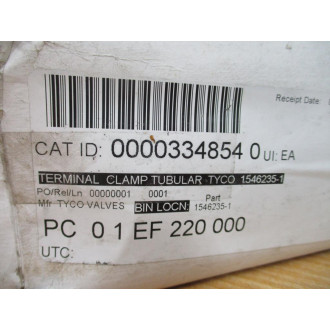 Receipt Date:
CAT ID: 0000334854 0 UI: EA
TERMINAL CLAMP TUBULAR TYCO 1546235-1
PO/Rel/Ln 00000001 0001
Part
Mfr TYCO VALVES BIN LOCN: 1546235-1
PC 0 1 EF 220 000
UTC: